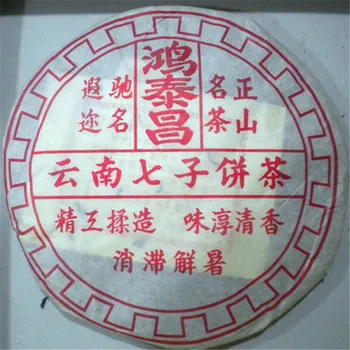 正山
名茶
鸿泰昌
驰名
遐途
云南七子饼茶
精工揉造 味淳清香
消滞解暑